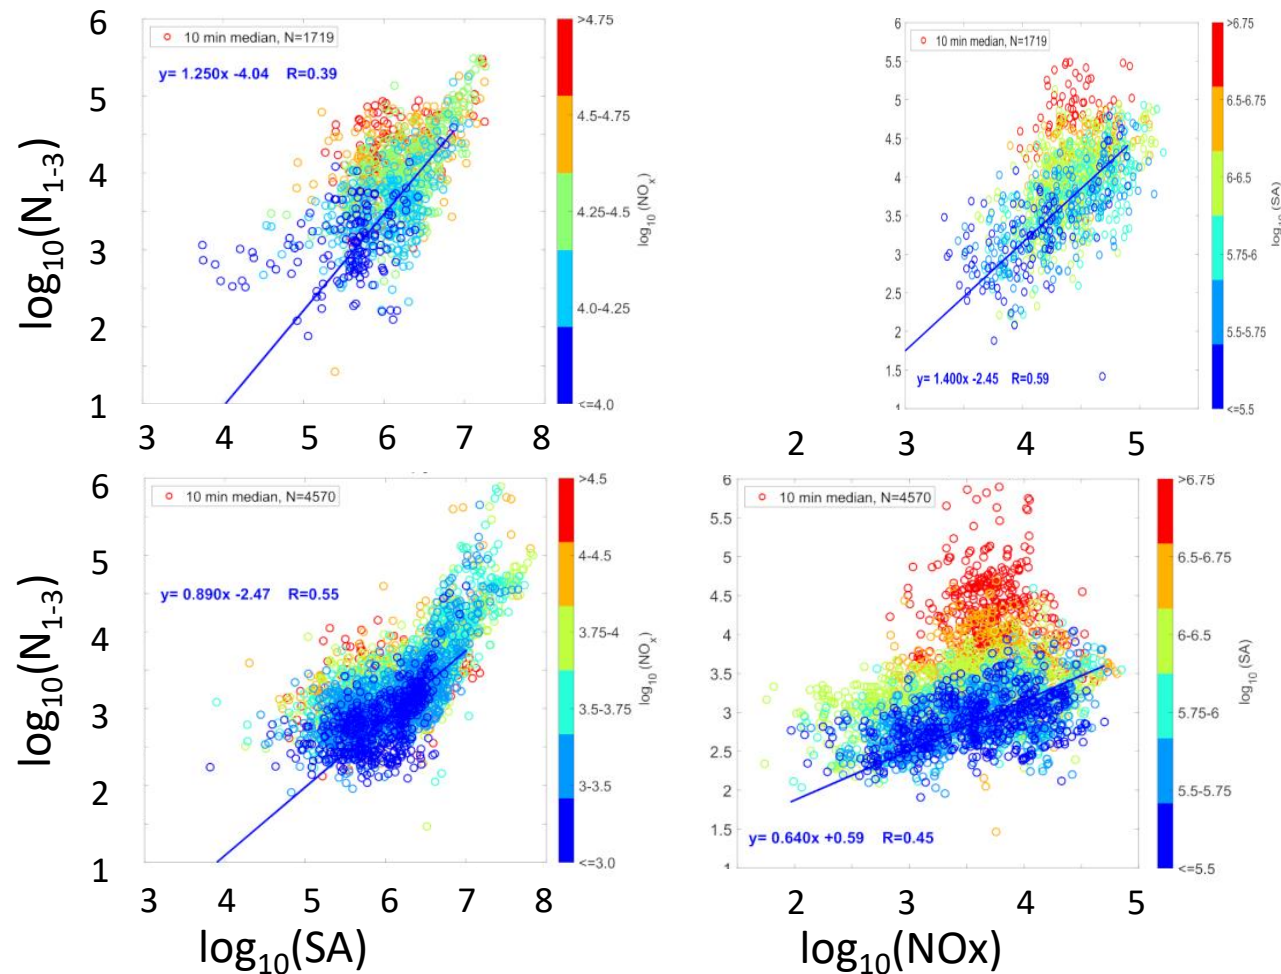 6
5
4
3
2
1
log10(N1-3)
10 min median, N=1719
y= 1.250x -4.04 R=0.39
3 4 5 6 7 8
>4.75
4.5-4.75
4.25-4.5
4.0-4.25
<=4.0
log10 (NOx)
6
5.5
5
4.5
4
3.5
3
2.5
2
1.5
1
10 min median, N=1719
y= 1.400x -2.45 R=0.59
2 3 4 5
>6.75
6.5-6.75
6-6.5
5.75-6
5.5-5.75
<=5.5
log10 (SA)
6
5
4
3
2
1
log10(N1-3)
10 min median, N=4570
y= 0.890x -2.47 R=0.55
3 4 5 6 7 8
log10(SA)
>4.5
4-4.5
3.75-4
3.5-3.75
3-3.5
<=3.0
log10 (NOx)
6
5.5
5
4.5
4
3.5
3
2.5
2
1.5
1
10 min median, N=4570
y= 0.640x +0.59 R=0.45
2 3 4 5
log10(NOx)
>6.75
6.5-6.75
6-6.5
5.75-6
5.5-5.75
<=5.5
log10 (SA)